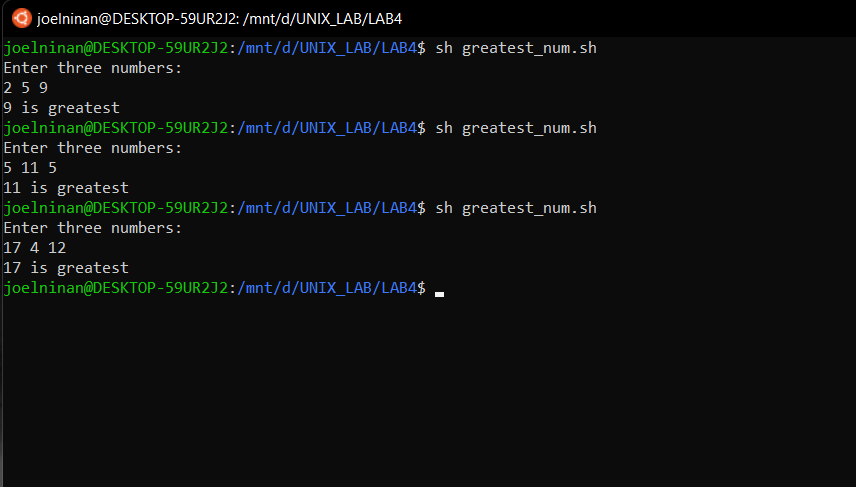 joelninan@DESKTOP-59UR2J2: /mnt/d/UNIX_LAB/LAB4
joelninan@DESKTOP-59UR2J2:/mnt/d/UNIX_LAB/LAB4$ sh greatest_num.sh
Enter three numbers:
2 5 9
9 is greatest
joelninan@DESKTOP-59UR2J2:/mnt/d/UNIX_LAB/LAB4$ sh greatest_num.sh
Enter three numbers:
5 11 5
11 is greatest
joelninan@DESKTOP-59UR2J2:/mnt/d/UNIX_LAB/LAB4$ sh greatest_num.sh
Enter three numbers:
17 4 12
17 is greatest
joelninan@DESKTOP-59UR2J2:/mnt/d/UNIX_LAB/LAB4$